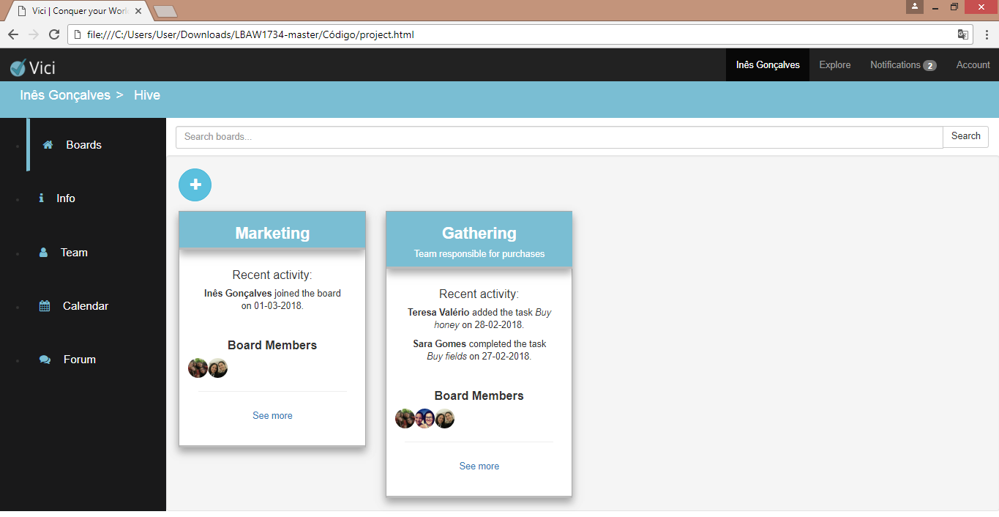 Vici | Conquer your Worl
file:///C:/Users/User/Downloads/LBAW1734-master/Código/project.html
Vici
Inês Gonçalves
Explore
Notifications 2
Account
Inês Gonçalves > Hive
Boards
Info
Team
Calendar
Forum
Search boards...
Search
Marketing
Recent activity:
Inês Gonçalves joined the board
on 01-03-2018.
Board Members
See more
Gathering
Team responsible for purchases
Recent activity:
Teresa Valério added the task Buy
honey on 28-02-2018.
Sara Gomes completed the task
Buy fields on 27-02-2018.
Board Members
See more